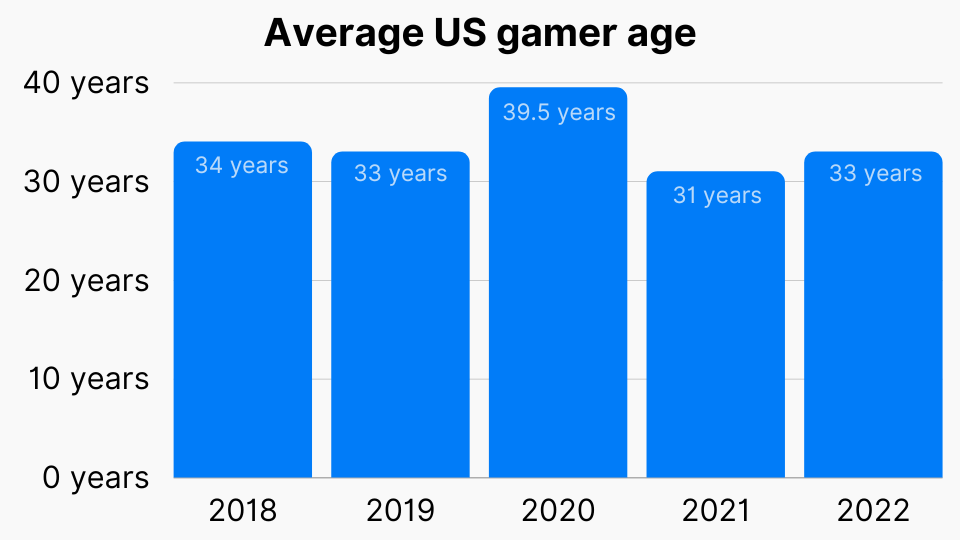 Average US gamer age
40 years
30 years
20 years
10 years
0 years
34 years
33 years
39.5 years
31 years
33 years
2018
2019
2020
2021
2022